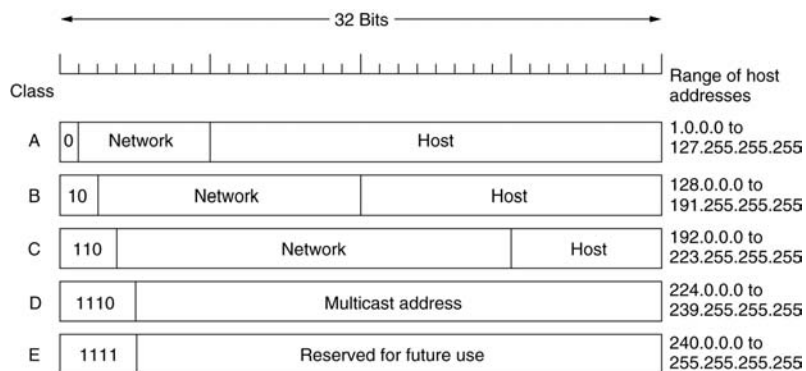 32 Bits
Range of host
addresses
Class
A 0 Network Host 1.0.0.0 to
127.255.255.255
B 10 Network Host 128.0.0.0 to
191.255.255.255
C 110 Network Host 192.0.0.0 to
223.255.255.255
D 1110 Multicast address 224.0.0.0 to
239.255.255.255
E 1111 Reserved for future use 240.0.0.0 to
255.255.255.255